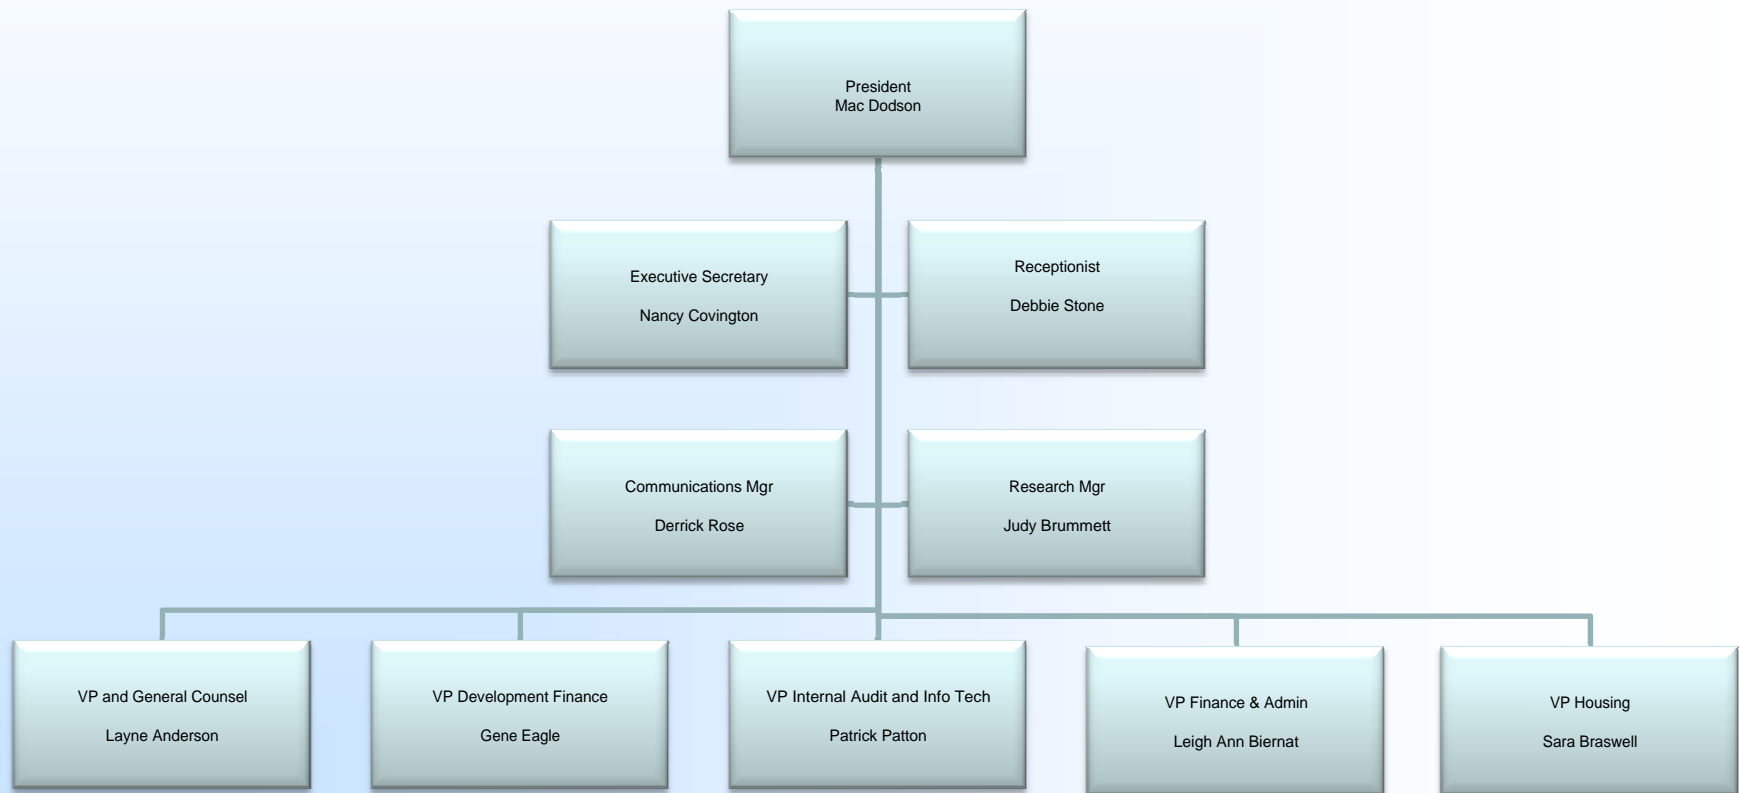 President
Mac Dodson
Executive Secretary
Nancy Covington
Receptionist
Debbie Stone
Communications Mgr
Derrick Rose
Research Mgr
Judy Brummett
VP and General Counsel
Layne Anderson
VP Development Finance
Gene Eagle
VP Internal Audit and Info Tech
Patrick Patton
VP Finance & Admin
Leigh Ann Biernat
VP Housing
Sara Braswell